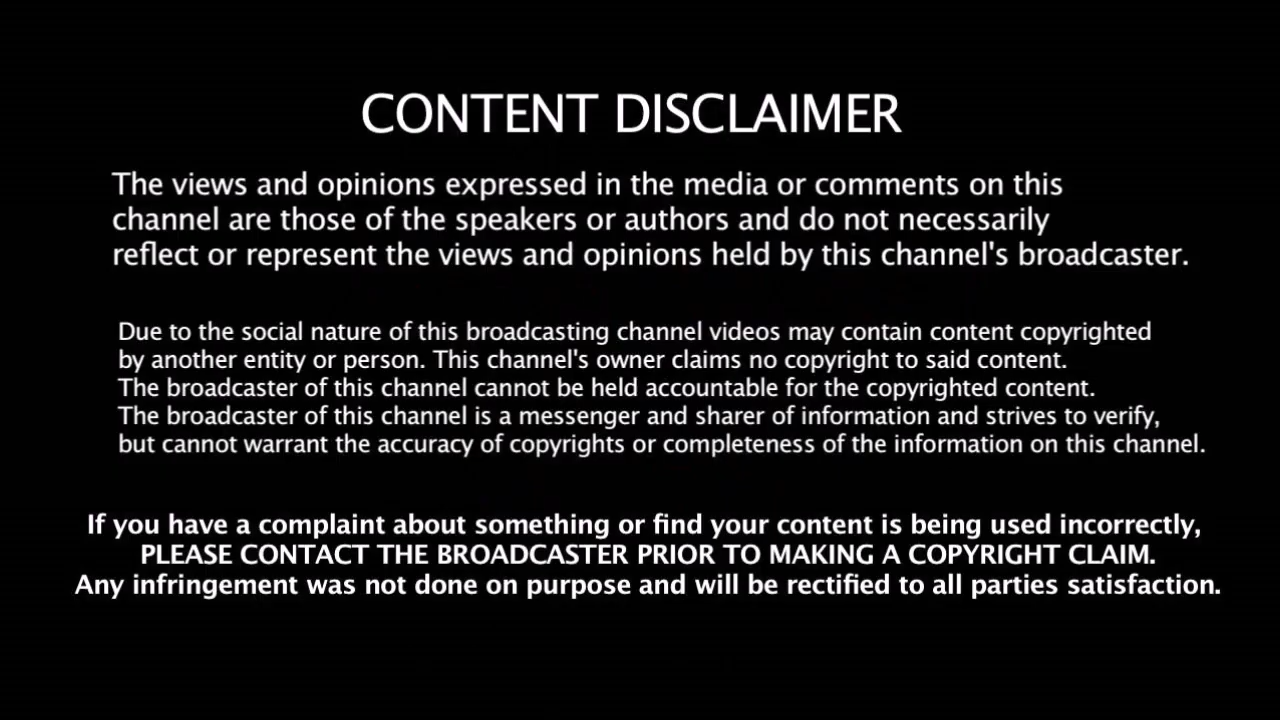 CONTENT DISCLAIMER
The views and opinions expressed in the media or comments on this
channel are those of the speakers or authors and do not necessarily
reflect or represent the views and opinions held by this channel's broadcaster.
Due to the social nature of this broadcasting channel videos may contain content copyrighted
by another entity or person. This channel's owner claims no copyright to said content.
The broadcaster of this channel cannot be held accountable for the copyrighted content.
The broadcaster of this channel is a messenger and sharer of information and strives to verify,
but cannot warrant the accuracy of copyrights or completeness of the information on this channel.
If you have a complaint about something or find your content is being used incorrectly,
PLEASE CONTACT THE BROADCASTER PRIOR TO MAKING A COPYRIGHT CLAIM.
Any infringement was not done on purpose and will be rectified to all parties satisfaction.